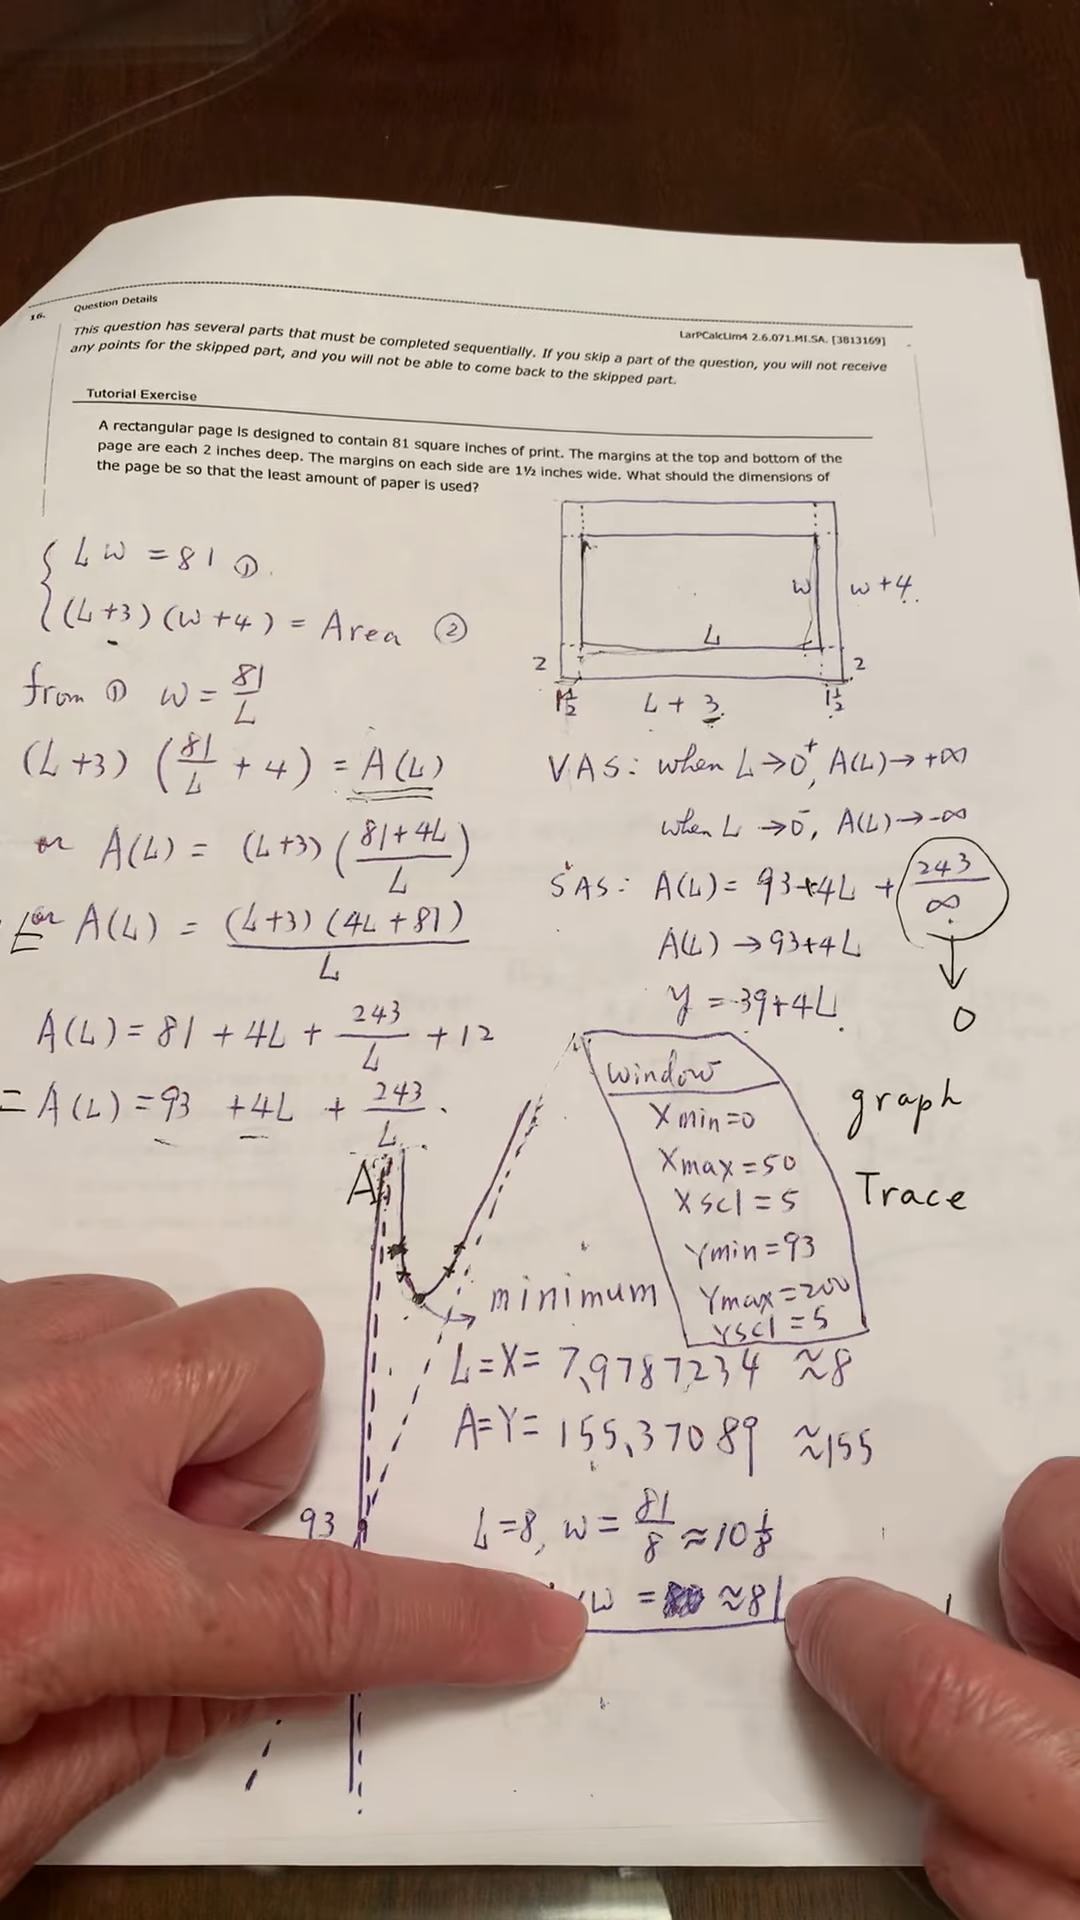 16. Question Details
LarPCalcLim4 2.6.071.MI.SA. [3813169]
This question has several parts that must be completed sequentially. If you skip a part of the question, you will not receive
any points for the skipped part, and you will not be able to come back to the skipped part.
Tutorial Exercise
A rectangular page is designed to contain 81 square inches of print. The margins at the top and bottom of the
page are each 2 inches deep. The margins on each side are 1½ inches wide. What should the dimensions of
the page be so that the least amount of paper is used?
LW = 81 ①
(L+3)(W+4) = Area ②
from ① W = 81/L
(L+3)(81/L + 4) = A(L)
or A(L) = (L+3)((81+4L)/L)
or A(L) = (L+3)(4L+81)/L
A(L) = 81 + 4L + 243/L + 12
= A(L) = 93 + 4L + 243/L
W W+4
L
2 2
1½ L + 3 1½
VAS: when L→0⁺, A(L)→+∞
when L→0⁻, A(L)→-∞
SAS: A(L) = 93+4L + 243/∞
A(L)→93+4L
↓
y = 39+4L
0
window
Xmin=0
Xmax=50
Xscl=5
Ymin=93
Ymax=200
Yscl=5
graph
Trace
A
minimum
L=X= 7.9787234 ≈8
A=Y= 155.37089 ≈155
93
L=8, W = 81/8 ≈10⅛
W = ≈81